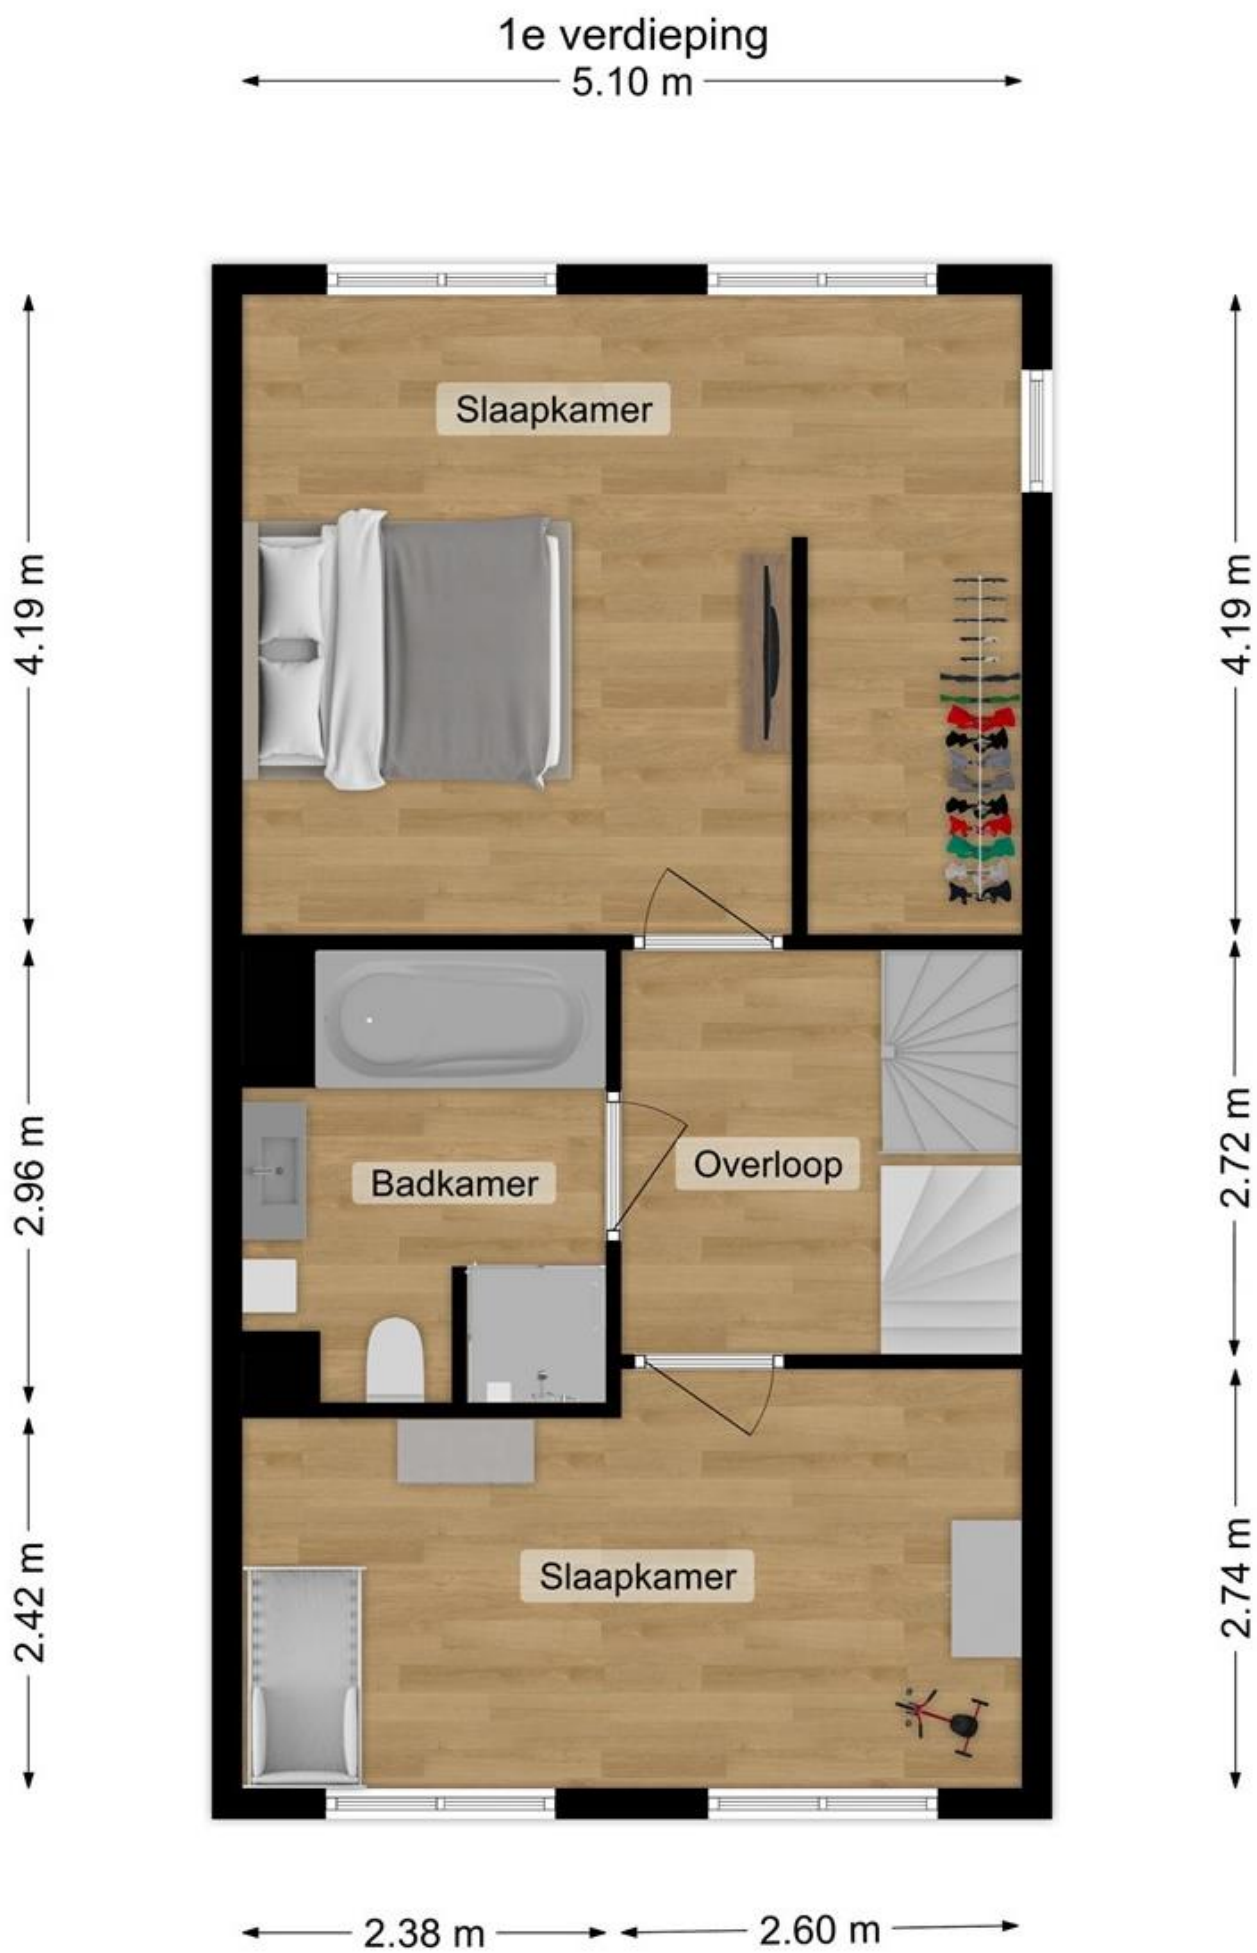 1e verdieping
5.10 m
Slaapkamer
4.19 m
4.19 m
Badkamer
Overloop
2.96 m
2.72 m
Slaapkamer
2.42 m
2.74 m
2.38 m
2.60 m